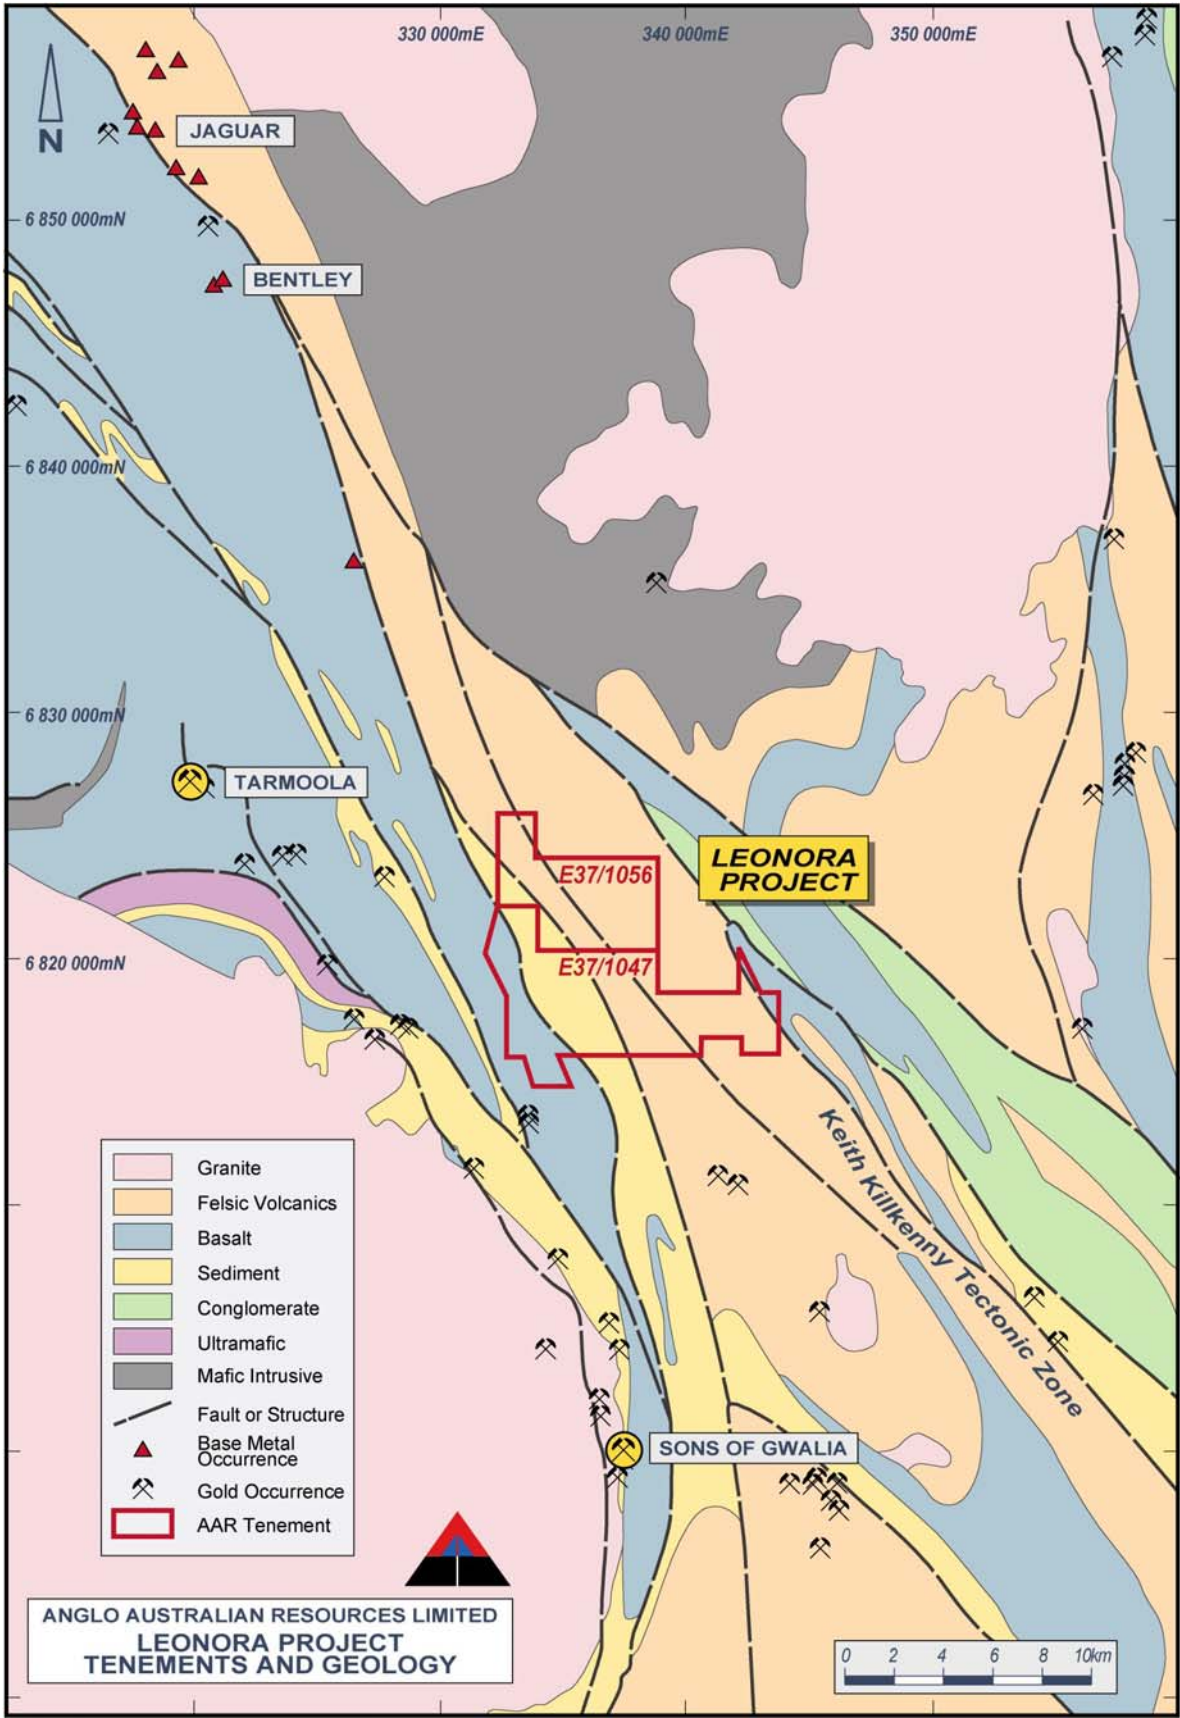 330 000mE
340 000mE
350 000mE
N
JAGUAR
6 850 000mN
BENTLEY
6 840 000mN
6 830 000mN
TARMOOLA
LEONORA
PROJECT
E37/1056
6 820 000mN
E37/1047
Keith Killkenny Tectonic Zone
Granite
Felsic Volcanics
Basalt
Sediment
Conglomerate
Ultramafic
Mafic Intrusive
Fault or Structure
Base Metal
Occurrence
Gold Occurrence
AAR Tenement
SONS OF GWALIA
ANGLO AUSTRALIAN RESOURCES LIMITED
LEONORA PROJECT
TENEMENTS AND GEOLOGY
0 2 4 6 8 10km